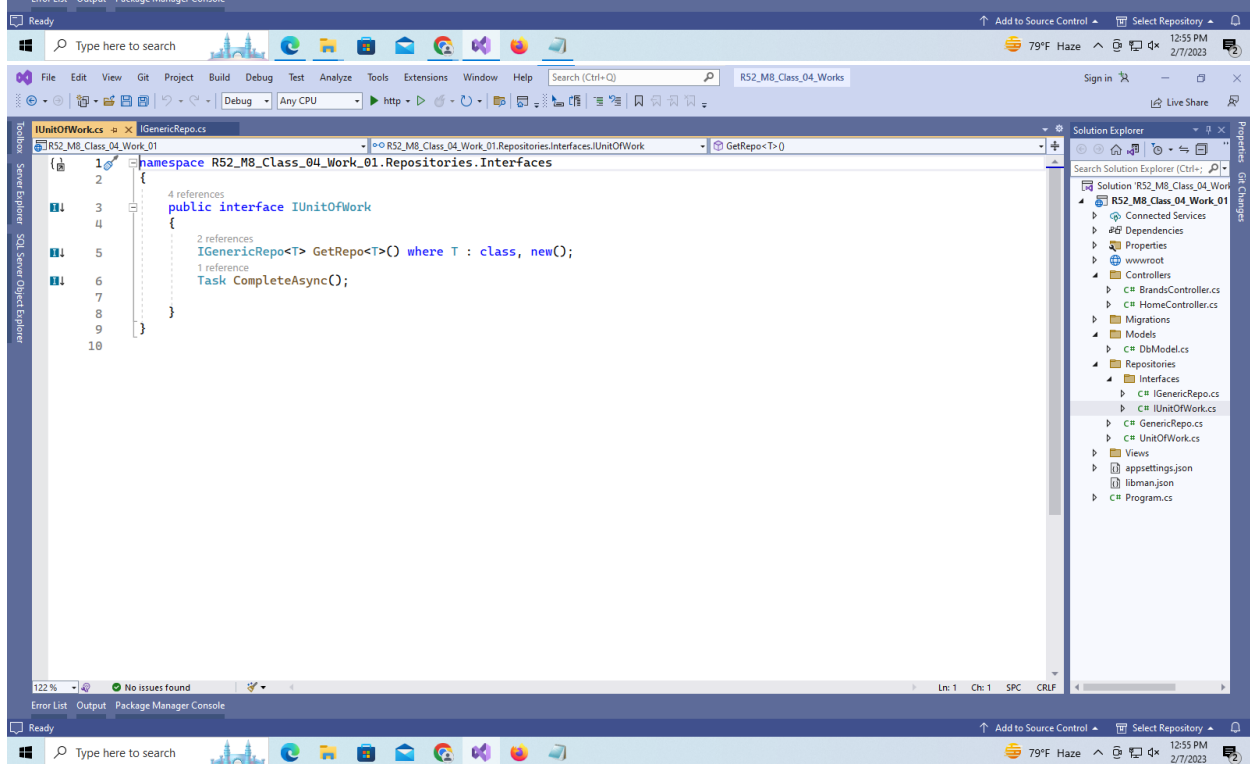 Error List Output Package Manager Console
Ready Add to Source Control Select Repository
Type here to search 79°F Haze 12:55 PM
2/7/2023 2
File Edit View Git Project Build Debug Test Analyze Tools Extensions Window Help Search (Ctrl+Q) R52_M8_Class_04_Works Sign in
Debug Any CPU http Live Share
IUnitOfWork.cs IGenericRepo.cs
R52_M8_Class_04_Work_01 R52_M8_Class_04_Work_01.Repositories.Interfaces.IUnitOfWork GetRepo<T>()
1 namespace R52_M8_Class_04_Work_01.Repositories.Interfaces
2 {
4 references
3 public interface IUnitOfWork
4 {
2 references
5 IGenericRepo<T> GetRepo<T>() where T : class, new();
1 reference
6 Task CompleteAsync();
7
8 }
9 }
10
Toolbox
Server Explorer
SQL Server Object Explorer
Solution Explorer
Search Solution Explorer (Ctrl+;
Solution 'R52_M8_Class_04_Work
R52_M8_Class_04_Work_01
Connected Services
Dependencies
Properties
wwwroot
Controllers
C# BrandsController.cs
C# HomeController.cs
Migrations
Models
C# DbModel.cs
Repositories
Interfaces
C# IGenericRepo.cs
C# IUnitOfWork.cs
C# GenericRepo.cs
C# UnitOfWork.cs
Views
appsettings.json
libman.json
C# Program.cs
Properties
Git Changes
122 % No issues found Ln: 1 Ch: 1 SPC CRLF
Error List Output Package Manager Console
Ready Add to Source Control Select Repository
Type here to search 79°F Haze 12:55 PM
2/7/2023 2